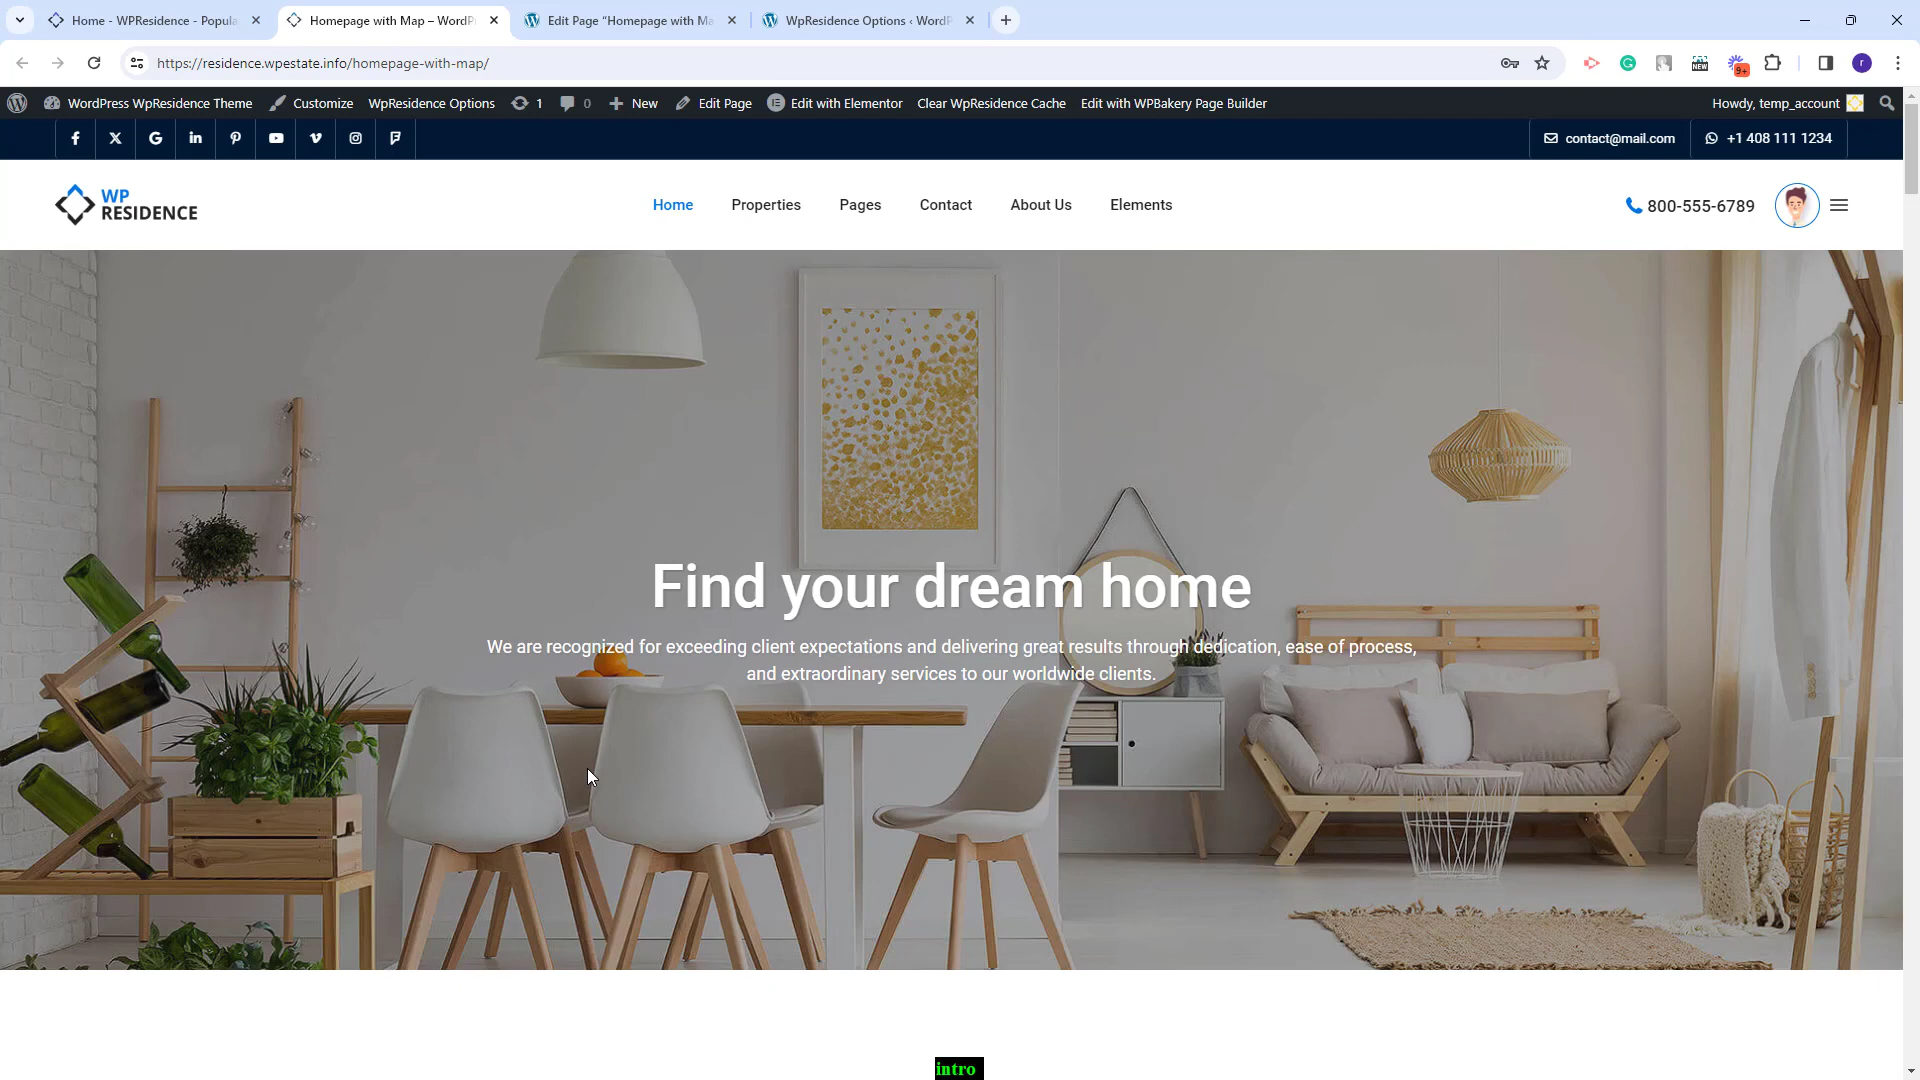 Home - WPResidence - Popula
Homepage with Map – WordP
Edit Page “Homepage with Ma
WpResidence Options ‹ WordP
https://residence.wpestate.info/homepage-with-map/
NEW
9+
r
WordPress WpResidence Theme
Customize
WpResidence Options
1
0
New
Edit Page
Edit with Elementor
Clear WpResidence Cache
Edit with WPBakery Page Builder
Howdy, temp_account
contact@mail.com
+1 408 111 1234
WP
RESIDENCE
Home
Properties
Pages
Contact
About Us
Elements
800-555-6789
Find your dream home
We are recognized for exceeding client expectations and delivering great results through dedication, ease of process,
and extraordinary services to our worldwide clients.
intro